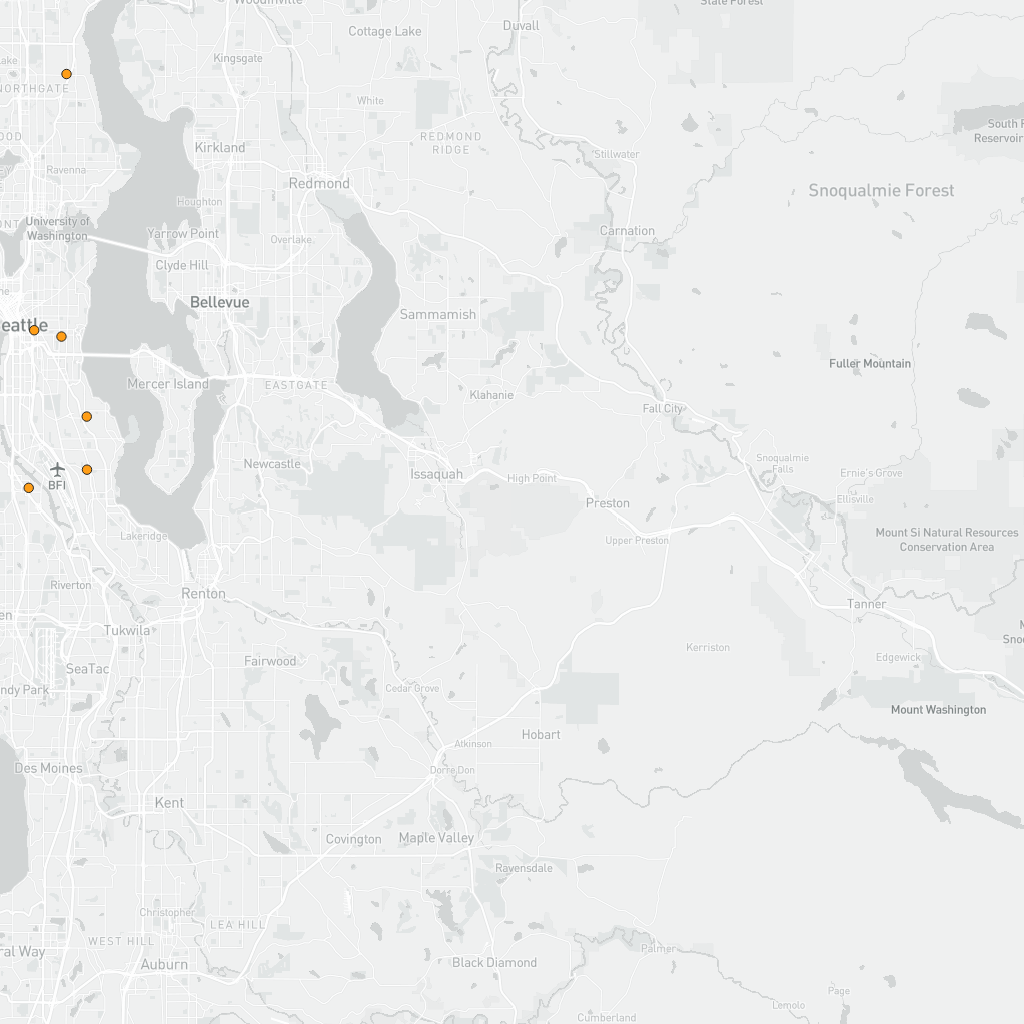 Woodinville
State Forest
Duvall
Cottage Lake
Kingsgate
Lake
NORTHGATE
White
South F
Reservoir
REDMOND
RIDGE
OOD
Kirkland
Stillwater
Ravenna
Redmond
Snoqualmie Forest
Houghton
ONT
University of
Washington
Yarrow Point
Carnation
Overlake
Clyde Hill
ne
Bellevue
Sammamish
eattle
Fuller Mountain
Mercer Island
EASTGATE
Klahanie
Fall City
Snoqualmie
Falls
Newcastle
BFI
Issaquah
High Point
Ernie's Grove
Ellisville
Preston
Lakeridge
Upper Preston
Mount Si Natural Resources
Conservation Area
Riverton
Renton
Tanner
en
Tukwila
Snoq
SeaTac
Fairwood
Kerriston
Edgewick
ndy Park
Cedar Grove
Mount Washington
Hobart
Atkinson
Des Moines
Dorre Don
Kent
Covington
Maple Valley
Ravensdale
Christopher
LEA HILL
WEST HILL
ral Way
Auburn
Black Diamond
Palmer
Page
Lemolo
Cumberland